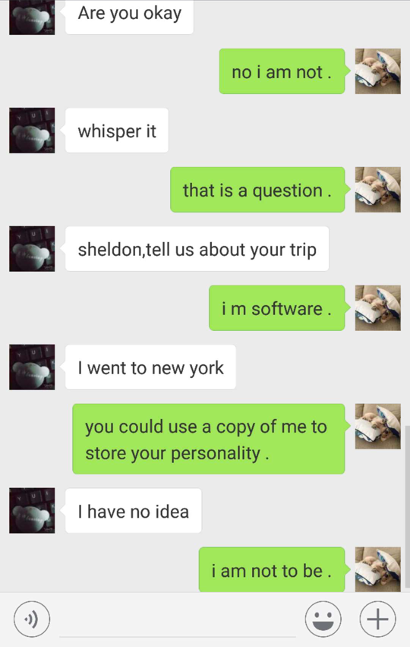 Are you okay
no i am not .
whisper it
that is a question .
sheldon,tell us about your trip
i m software .
I went to new york
you could use a copy of me to
store your personality .
I have no idea
i am not to be .